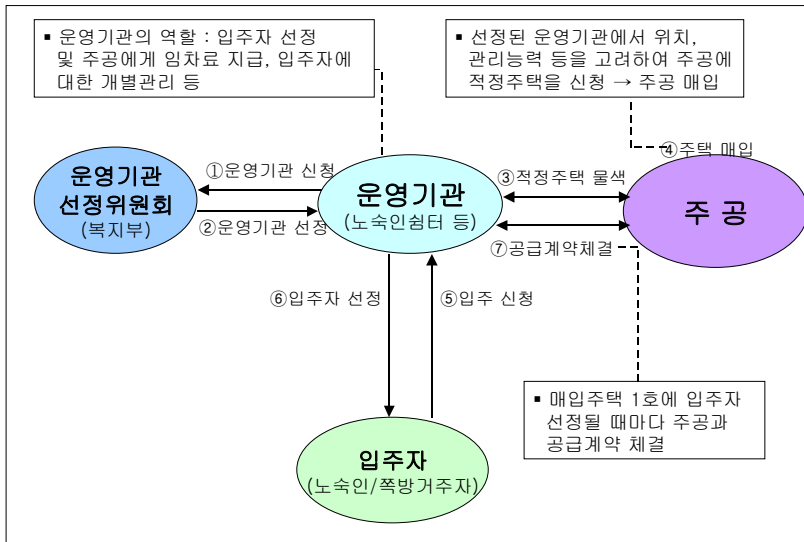 ▪ 운영기관의 역할 : 입주자 선정
및 주공에게 임차료 지급, 입주자에
대한 개별관리 등
▪ 선정된 운영기관에서 위치,
관리능력 등을 고려하여 주공에
적정주택을 신청 → 주공 매입
④주택 매입
①운영기관 신청
③적정주택 물색
운영기관
선정위원회
(복지부)
운영기관
(노숙인쉼터 등)
주 공
②운영기관 선정
⑦공급계약체결
⑥입주자 선정
⑤입주 신청
▪ 매입주택 1호에 입주자
선정될 때마다 주공과
공급계약 체결
입주자
(노숙인/쪽방거주자)